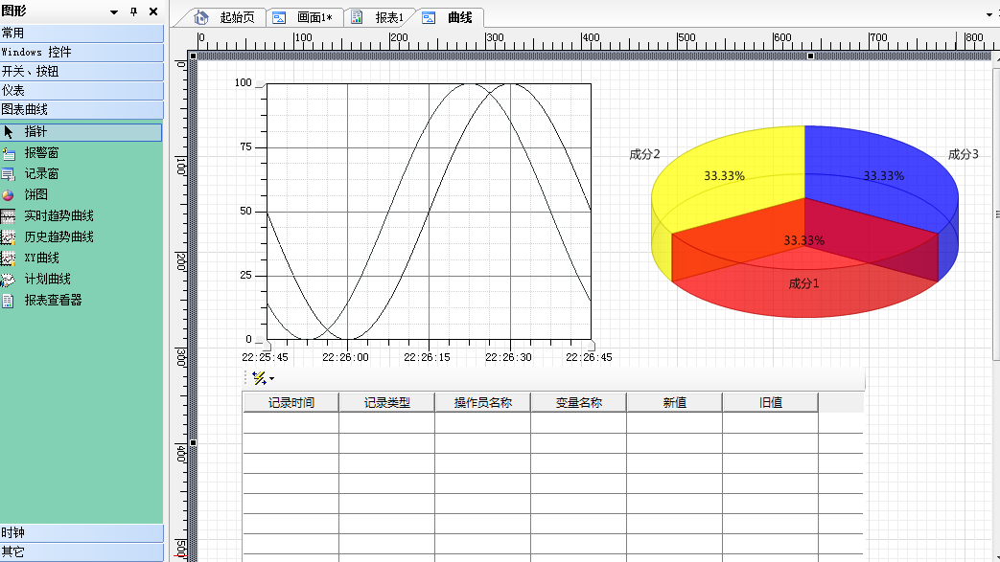 图形
常用
Windows 控件
开关、按钮
仪表
图表曲线
指针
报警窗
记录窗
饼图
实时趋势曲线
历史趋势曲线
XY曲线
计划曲线
报表查看器
时钟
其它
起始页 画面1* 报表1 曲线
0 100 200 300 400 500 600 700 800
0
100
200
300
400
500
100
75
50
25
0
22:25:45 22:26:00 22:26:15 22:26:30 22:26:45
成分2 成分3
33.33% 33.33%
33.33%
成分1
记录时间 记录类型 操作员名称 变量名称 新值 旧值